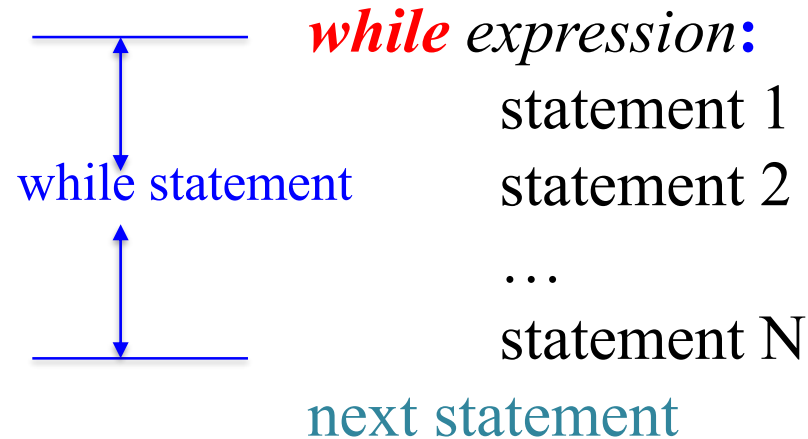 while expression:
statement 1
while statement
statement 2
…
statement N
next statement